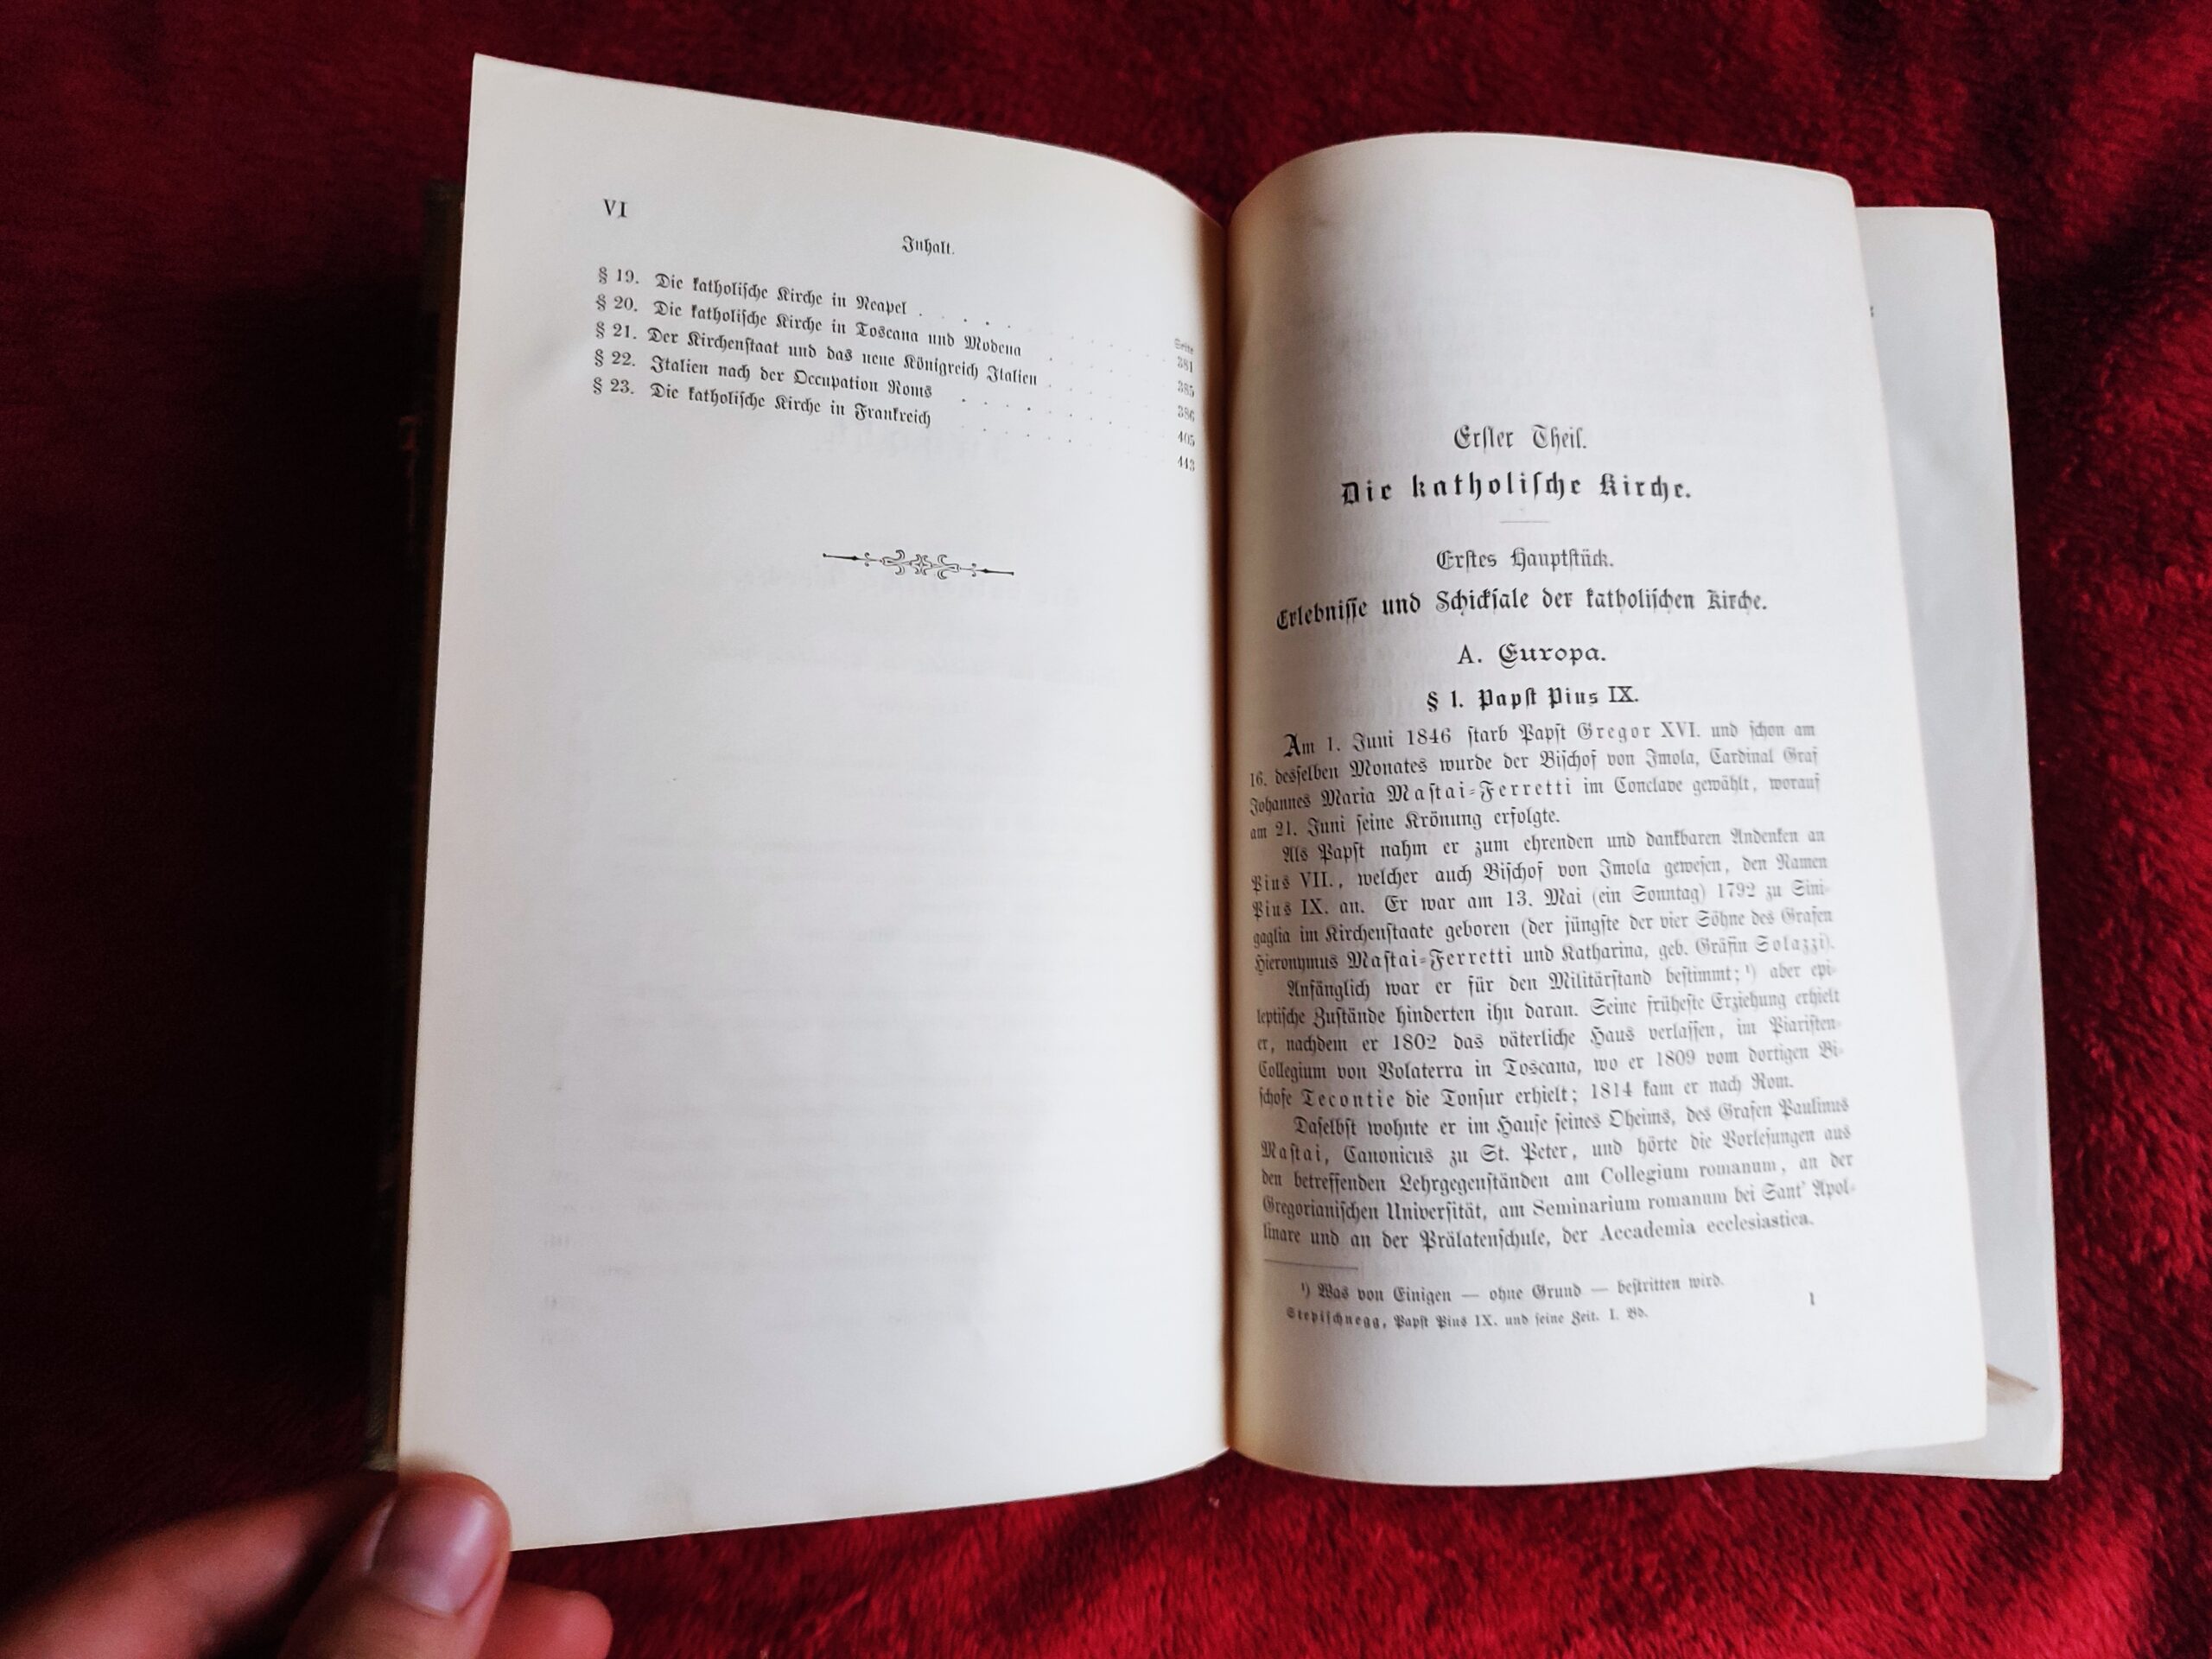 VI
Inhalt.
Seite
§ 19. Die katholische Kirche in Neapel . . . . 381
§ 20. Die katholische Kirche in Toscana und Modena . . . 385
§ 21. Der Kirchenstaat und das neue Königreich Italien . . . 386
§ 22. Italien nach der Occupation Roms . . . . 405
§ 23. Die katholische Kirche in Frankreich . . . . 443
Erster Theil.
Die katholische Kirche.
Erstes Hauptstück.
Erlebnisse und Schicksale der katholischen Kirche.
A. Europa.
§ 1. Papst Pius IX.
Am 1. Juni 1846 starb Papst Gregor XVI. und schon am
16. desselben Monates wurde der Bischof von Imola, Cardinal Graf
Johannes Maria Mastai-Ferretti im Conclave gewählt, worauf
am 21. Juni seine Krönung erfolgte.
Als Papst nahm er zum ehrenden und dankbaren Andenken an
Pius VII., welcher auch Bischof von Imola gewesen, den Namen
Pius IX. an. Er war am 13. Mai (ein Sonntag) 1792 zu Sini-
gaglia im Kirchenstaate geboren (der jüngste der vier Söhne des Grafen
Hieronymus Mastai-Ferretti und Katharina, geb. Gräfin Solazzi).
Anfänglich war er für den Militärstand bestimmt;¹) aber epi-
leptische Zustände hinderten ihn daran. Seine früheste Erziehung erhielt
er, nachdem er 1802 das väterliche Haus verlassen, im Piaristen-
Collegium von Volaterra in Toscana, wo er 1809 vom dortigen Bi-
schofe Tecontie die Tonsur erhielt; 1814 kam er nach Rom.
Daselbst wohnte er im Hause seines Oheims, des Grafen Paulinus
Mastai, Canonicus zu St. Peter, und hörte die Vorlesungen aus
den betreffenden Lehrgegenständen am Collegium romanum, an der
Gregorianischen Universität, am Seminarium romanum bei Sant' Apol-
linare und an der Prälatenschule, der Accademia ecclesiastica.
¹) Was von Einigen — ohne Grund — bestritten wird.
Stepischnegg, Papst Pius IX. und seine Zeit. I. Bd. 1